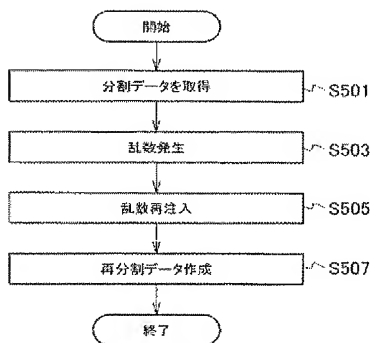 開始
分割データを取得 S501
乱数発生 S503
乱数再注入 S505
再分割データ作成 S507
終了